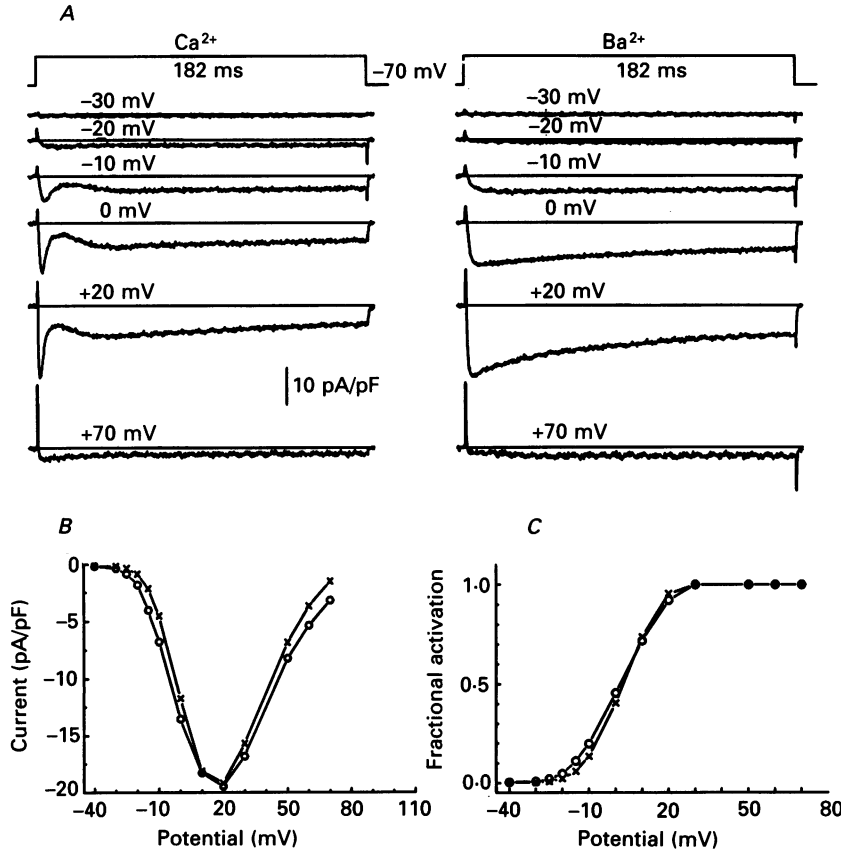 A
Ca²⁺
182 ms
−70 mV
−30 mV
−20 mV
−10 mV
0 mV
+20 mV
10 pA/pF
+70 mV
Ba²⁺
182 ms
−30 mV
−20 mV
−10 mV
0 mV
+20 mV
+70 mV
B
Current (pA/pF)
0
−5
−10
−15
−20
−40
−10
20
50
80
110
Potential (mV)
C
Fractional activation
1·0
0·5
0·0
−40
−10
20
50
80
Potential (mV)